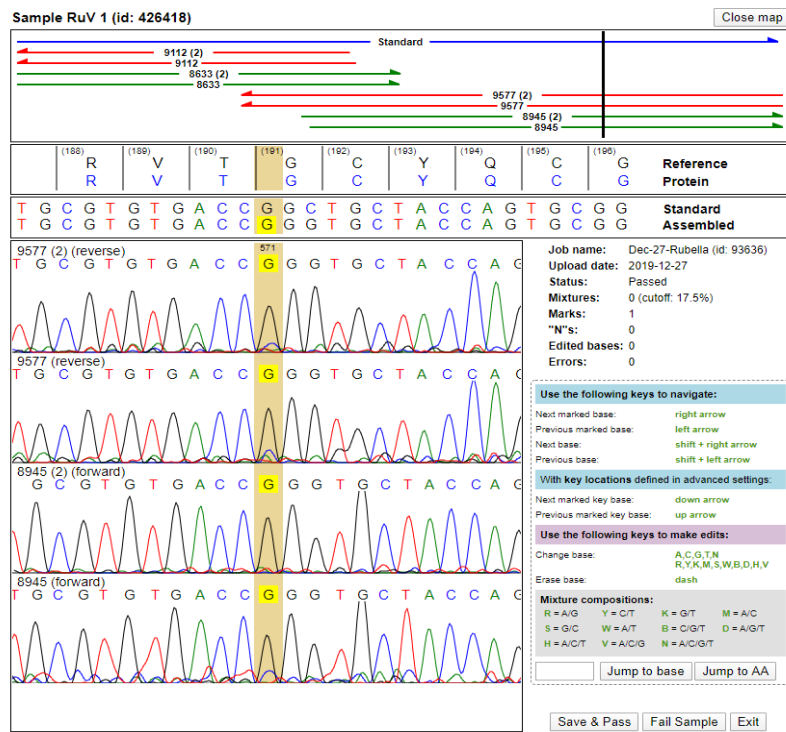 Sample RuV 1 (id: 426418)
Close map
Standard
9112 (2)
9112
8633 (2)
8633
9577 (2)
9577
8945 (2)
8945
(188) (189) (190) (191) (192) (193) (194) (195) (196)
R V T G C Y Q C G Reference
R V T G C Y Q C G Protein
T G C G T G T G A C C G G C T G C T A C C A G T G C G G Standard
T G C G T G T G A C C G G G T G C T A C C A G T G C G G Assembled
571
9577 (2) (reverse)
T G C G T G T G A C C G G G T G C T A C C A G
9577 (reverse)
T G C G T G T G A C C G G G T G C T A C C A G
8945 (2) (forward)
G C G T G T G A C C G G G T G C T A C C A G
8945 (forward)
T G C G T G T G A C C G G G T G C T A C C A G
Job name: Dec-27-Rubella (id: 93636)
Upload date: 2019-12-27
Status: Passed
Mixtures: 0 (cutoff: 17.5%)
Marks: 1
"N"s: 0
Edited bases: 0
Errors: 0
Use the following keys to navigate:
Next marked base: right arrow
Previous marked base: left arrow
Next base: shift + right arrow
Previous base: shift + left arrow
With key locations defined in advanced settings:
Next marked key base: down arrow
Previous marked key base: up arrow
Use the following keys to make edits:
Change base: A,C,G,T,N
R,Y,K,M,S,W,B,D,H,V
Erase base: dash
Mixture compositions:
R = A/G Y = C/T K = G/T M = A/C
S = G/C W = A/T B = C/G/T D = A/G/T
H = A/C/T V = A/C/G N = A/C/G/T
Jump to base Jump to AA
Save & Pass Fail Sample Exit